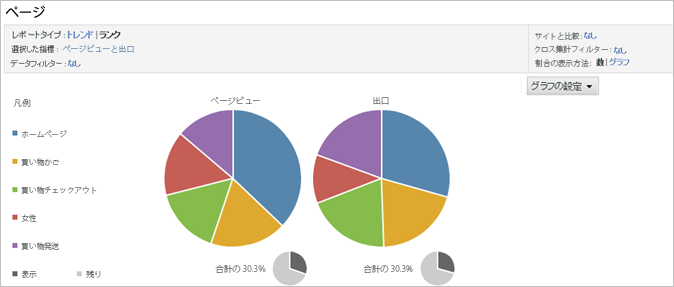 ページ
レポートタイプ : トレンド | ランク
選択した指標 : ページビューと出口
データフィルター : なし
サイトと比較 : なし
クロス集計フィルター : なし
割合の表示方法 : 数 | グラフ
グラフの設定
凡例
ページビュー
出口
ホームページ
買い物かご
買い物チェックアウト
女性
買い物発送
表示
残り
合計の 30.3%
合計の 30.3%